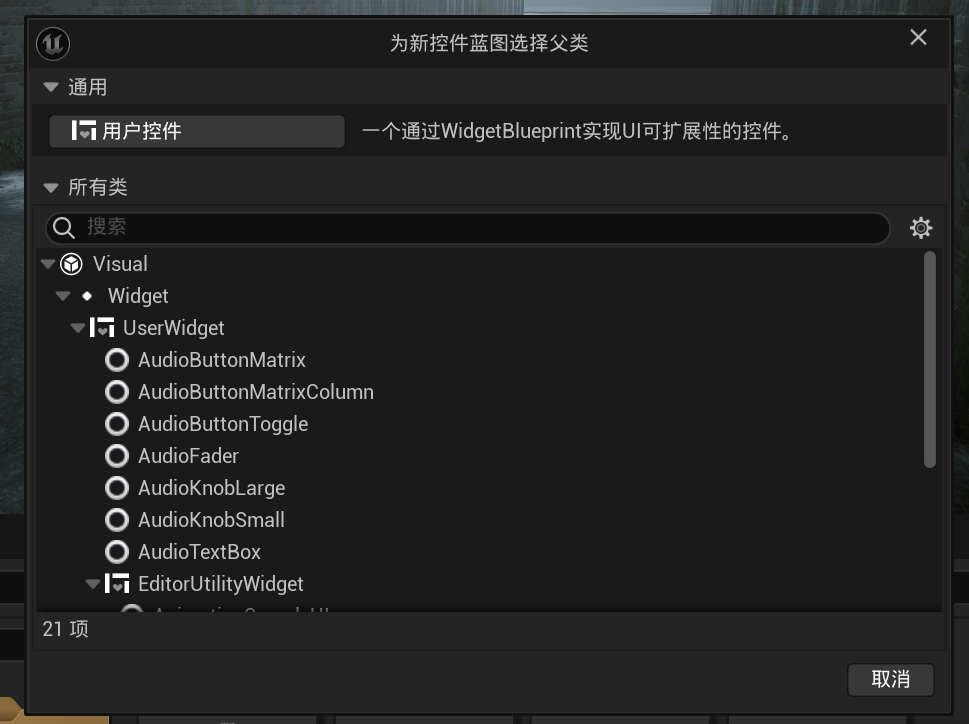 为新控件蓝图选择父类
通用
用户控件 一个通过WidgetBlueprint实现UI可扩展性的控件。
所有类
搜索
Visual
Widget
UserWidget
AudioButtonMatrix
AudioButtonMatrixColumn
AudioButtonToggle
AudioFader
AudioKnobLarge
AudioKnobSmall
AudioTextBox
EditorUtilityWidget
21 项
取消